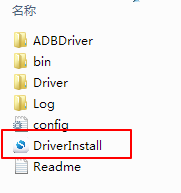 名称
ADBDriver
bin
Driver
Log
config
DriverInstall
Readme